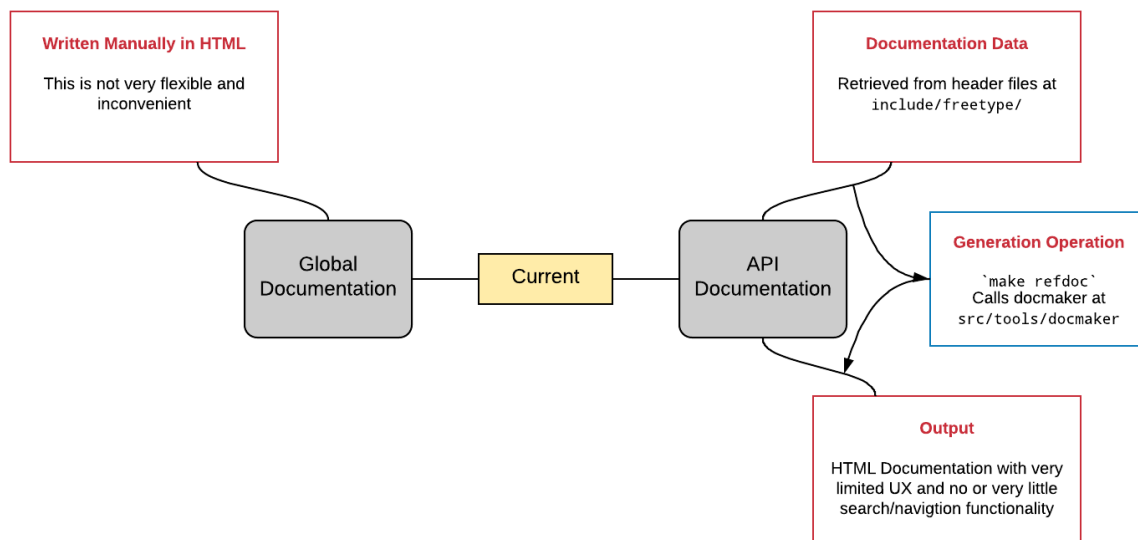 Written Manually in HTML
This is not very flexible and
inconvenient
Documentation Data
Retrieved from header files at
include/freetype/
Global
Documentation
Current
API
Documentation
Generation Operation
`make refdoc`
Calls docmaker at
src/tools/docmaker
Output
HTML Documentation with very
limited UX and no or very little
search/navigtion functionality